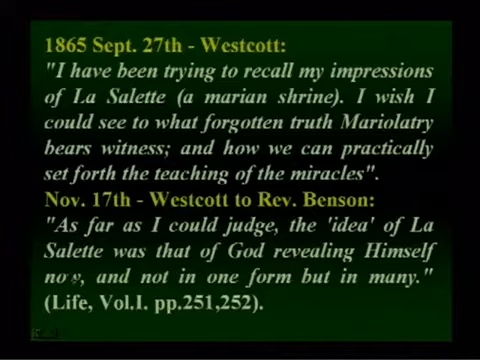 1865 Sept. 27th - Westcott:
"I have been trying to recall my impressions
of La Salette (a marian shrine). I wish I
could see to what forgotten truth Mariolatry
bears witness; and how we can practically
set forth the teaching of the miracles".
Nov. 17th - Westcott to Rev. Benson:
"As far as I could judge, the 'idea' of La
Salette was that of God revealing Himself
now, and not in one form but in many."
(Life, Vol.I. pp.251,252).